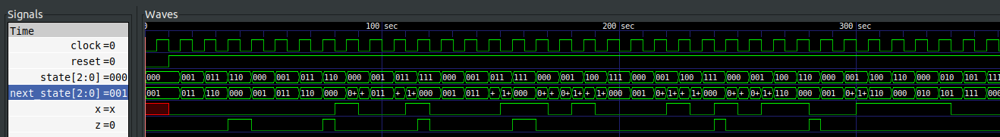 Signals
Waves
Time
0
100 sec
200 sec
300 sec
clock=0
reset=0
state[2:0]=000
000 001 011 110 000 001 011 110 000 001 011 111 000 001 011 111 000 001 100 111 000 001 100 111 000 001 100 110 000 001 100 110 000 010 101 111
next_state[2:0]=001
001 011 110 000 001 011 110 000 0+ + 011 + 1+ 000 001 011 + 1+ 000 0+ + 0+ 1+ + 1+ 000 001 0+ 1+ + 1+ 000 0+ + 0+ 1+ 110 000 001 0+ 1+ 110 000 010 101 111 000
x=x
z=0